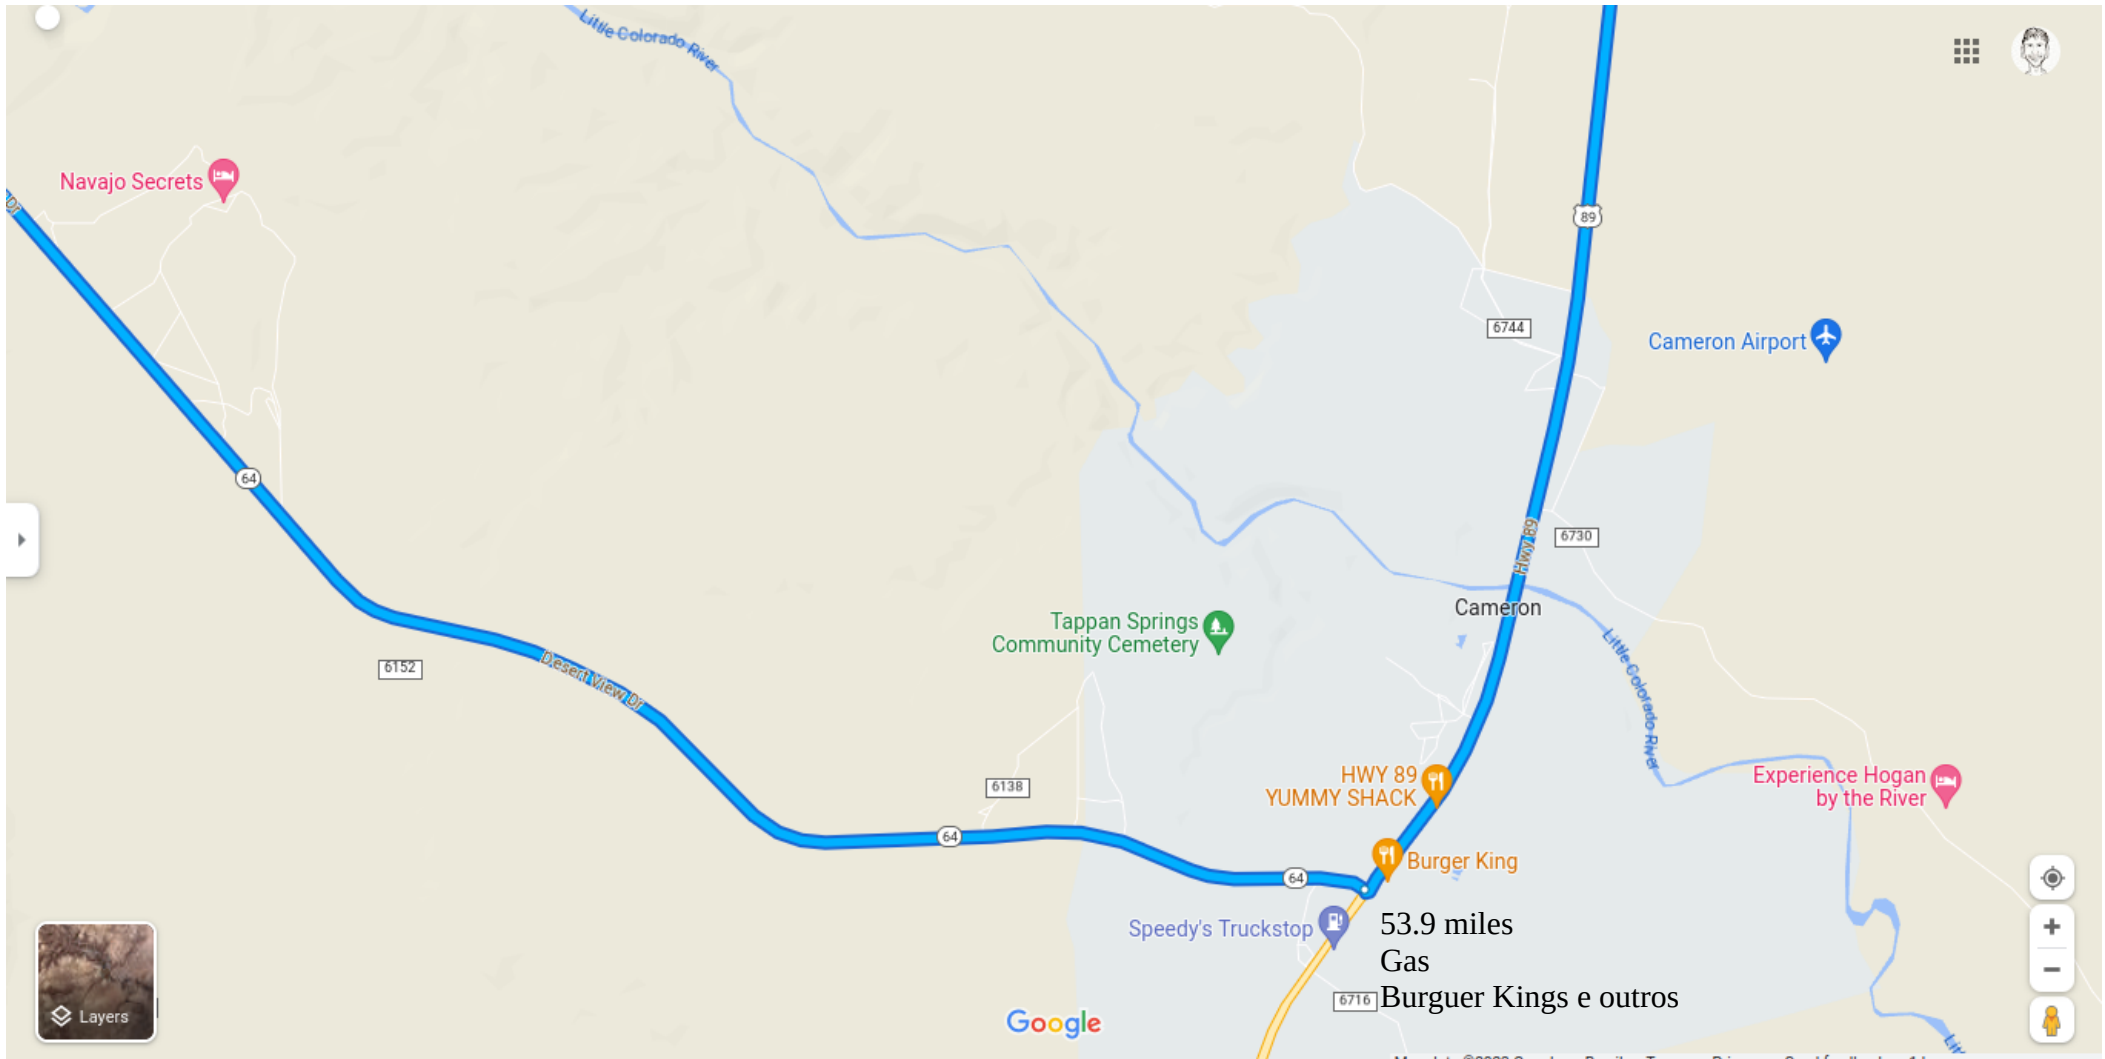 Little Colorado River
Navajo Secrets
Dr
89
6744
Cameron Airport
64
Hwy 89
6730
Cameron
Tappan Springs
Community Cemetery
Little Colorado River
6152
Desert View Dr
HWY 89
YUMMY SHACK
Experience Hogan
by the River
6138
64
Burger King
64
Speedy's Truckstop
53.9 miles
Gas
6716
Burguer Kings e outros
Layers
Google